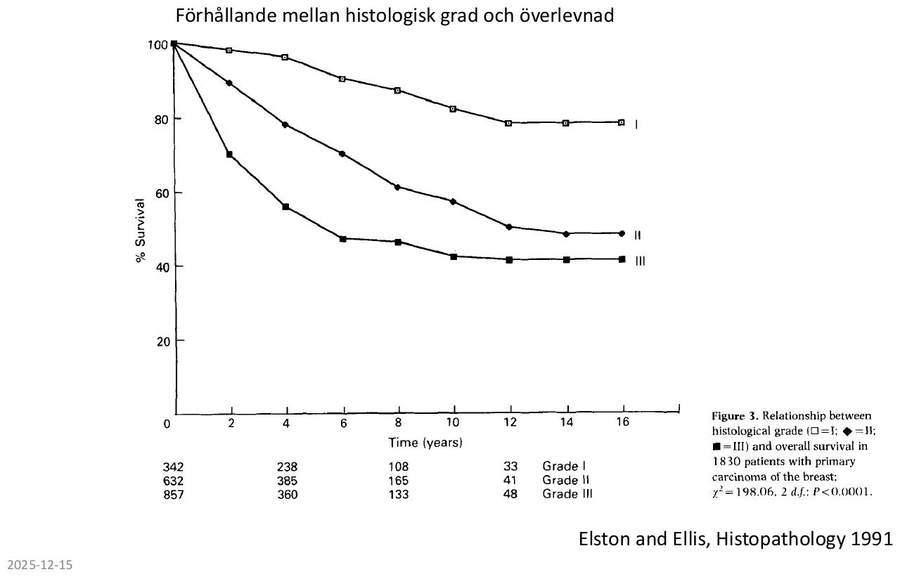 Förhållande mellan histologisk grad och överlevnad
100
80
60
40
20
0
% Survival
I
II
III
2 4 6 8 10 12 14 16
Time (years)
342 238 108 33 Grade I
632 385 165 41 Grade II
857 360 133 48 Grade III
Figure 3. Relationship between
histological grade (□=I; ◆=II;
■=III) and overall survival in
1830 patients with primary
carcinoma of the breast;
χ²=198.06, 2 d.f.; P<0.0001.
Elston and Ellis, Histopathology 1991
2025-12-15